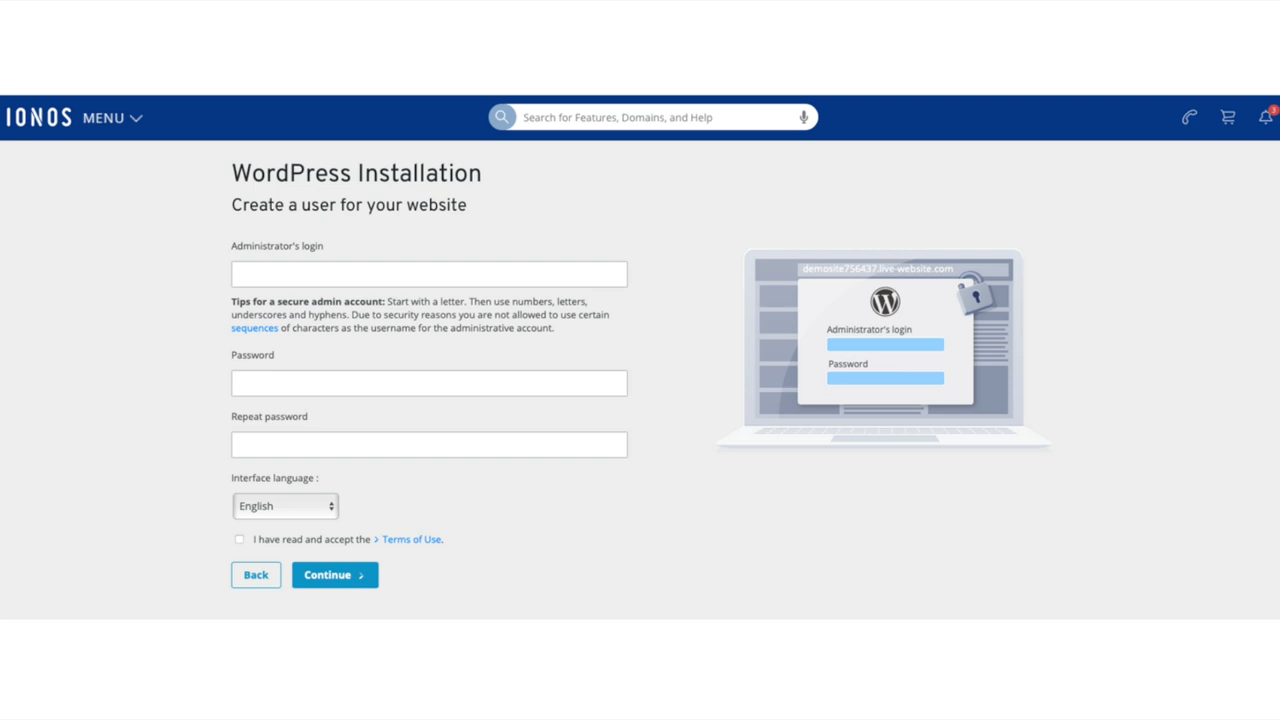 IONOS MENU
Search for Features, Domains, and Help
3
WordPress Installation
Create a user for your website
Administrator's login
Tips for a secure admin account: Start with a letter. Then use numbers, letters,
underscores and hyphens. Due to security reasons you are not allowed to use certain
sequences of characters as the username for the administrative account.
Password
Repeat password
Interface language :
English
I have read and accept the > Terms of Use.
Back
Continue >
demosite756437.live-website.com
Administrator's login
Password